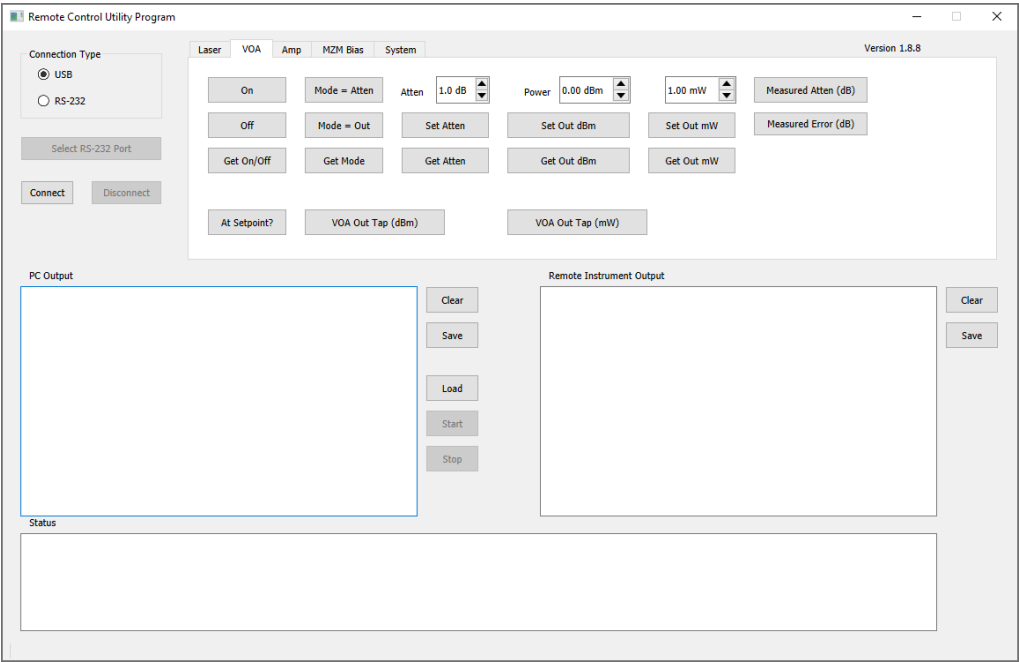 Remote Control Utility Program
Connection Type
USB
RS-232
Select RS-232 Port
Connect Disconnect
Laser VOA Amp MZM Bias System
Version 1.8.8
On Mode = Atten Atten 1.0 dB Power 0.00 dBm 1.00 mW Measured Atten (dB)
Off Mode = Out Set Atten Set Out dBm Set Out mW Measured Error (dB)
Get On/Off Get Mode Get Atten Get Out dBm Get Out mW
At Setpoint? VOA Out Tap (dBm) VOA Out Tap (mW)
PC Output
Clear
Save
Load
Start
Stop
Remote Instrument Output
Clear
Save
Status